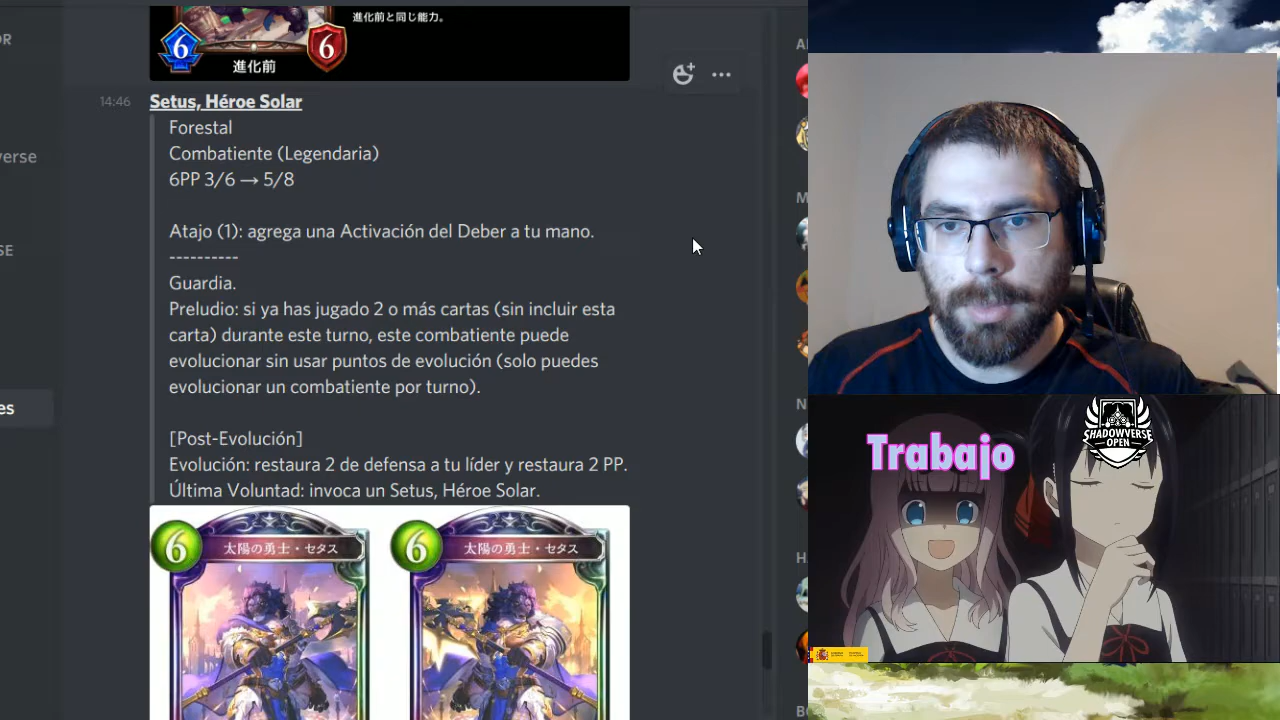 進化前と同じ能力。
6
6
進化前
14:46
Setus, Héroe Solar
Forestal
Combatiente (Legendaria)
6PP 3/6 → 5/8
Atajo (1): agrega una Activación del Deber a tu mano.
----------
Guardia.
Preludio: si ya has jugado 2 o más cartas (sin incluir esta
carta) durante este turno, este combatiente puede
evolucionar sin usar puntos de evolución (solo puedes
evolucionar un combatiente por turno).
[Post-Evolución]
Evolución: restaura 2 de defensa a tu líder y restaura 2 PP.
Última Voluntad: invoca un Setus, Héroe Solar.
6
太陽の勇士・セタス
6
太陽の勇士・セタス
Trabajo
SHADOWVERSE
OPEN